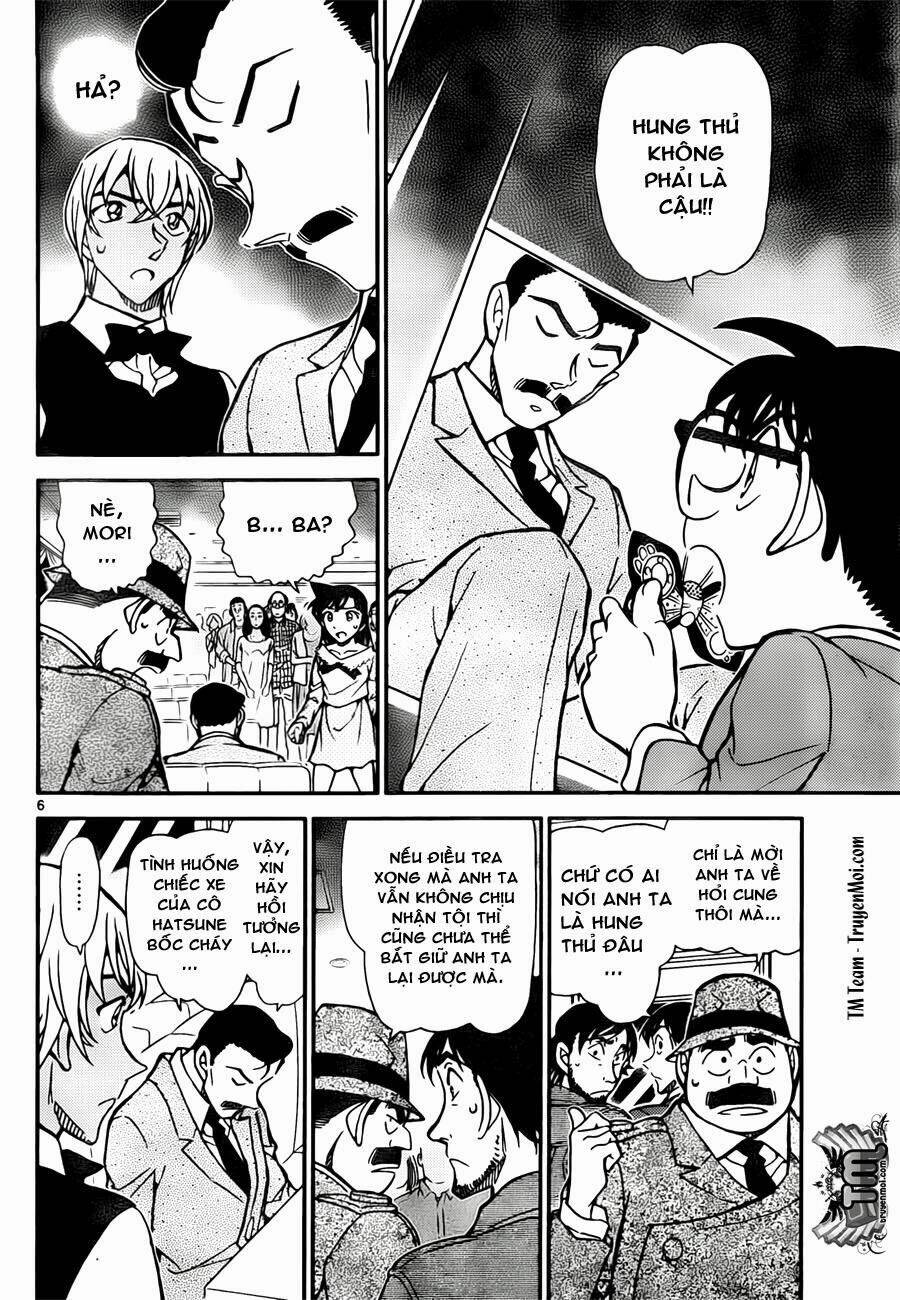 HUNG THỦ
KHÔNG
PHẢI LÀ
CẬU!!
HẢ?
B... BA?
NÈ,
MORI
...
6
CHỈ LÀ MỜI
ANH TA VỀ
HỎI CUNG
THÔI MÀ...
CHỨ CÓ AI
NÓI ANH TA
LÀ HUNG
THỦ ĐÂU
NẾU ĐIỀU TRA
XONG MÀ ANH TA
VẪN KHÔNG CHỊU
NHẬN TỘI THÌ
CŨNG CHƯA THỂ
BẮT GIỮ ANH TA
LẠI ĐƯỢC MÀ.
VẬY,
XIN
HÃY
HỒI
TƯỞNG
LẠI...
TÌNH HUỐNG
CHIẾC XE
CỦA CÔ
HATSUNE
BỐC CHÁY
...
......
TM Team - TruyenMoi.com
TM
truyenmoi.com